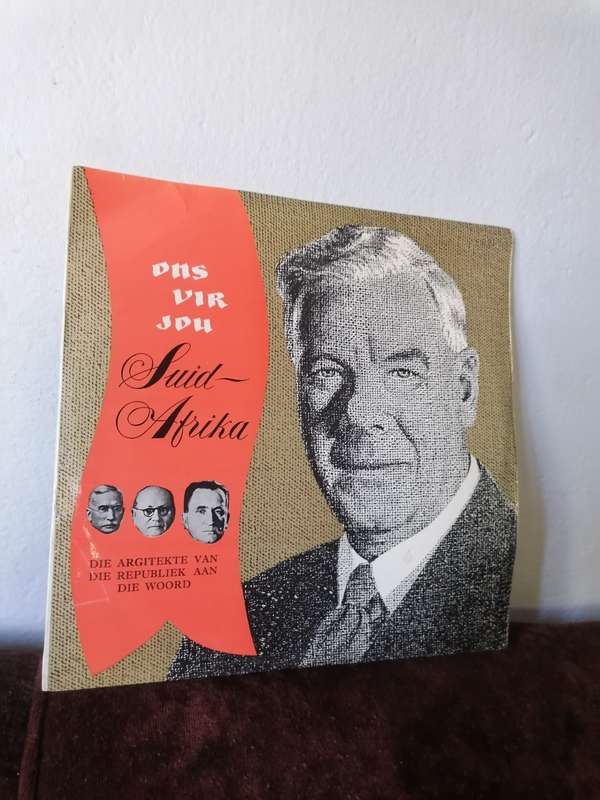 ONS
VIR
JOU
Suid-
Afrika
DIE ARGITEKTE VAN
DIE REPUBLIEK AAN
DIE WOORD